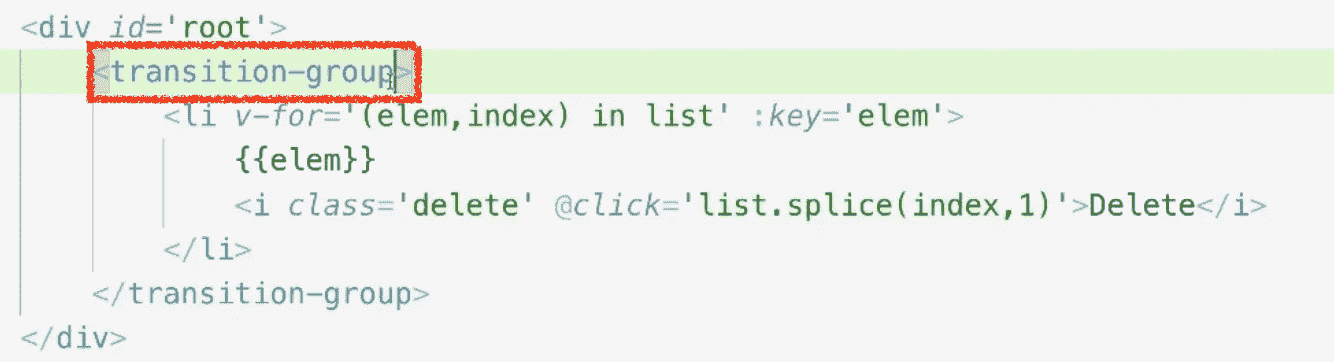 <div id='root'>
<transition-group>
<li v-for='(elem,index) in list' :key='elem'>
{{elem}}
<i class='delete' @click='list.splice(index,1)'>Delete</i>
</li>
</transition-group>
</div>